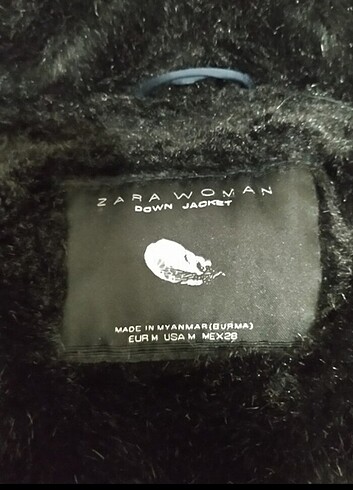 ZARA WOMAN
DOWN JACKET
MADE IN MYANMAR (BURMA)
EUR M USA M MEX 28